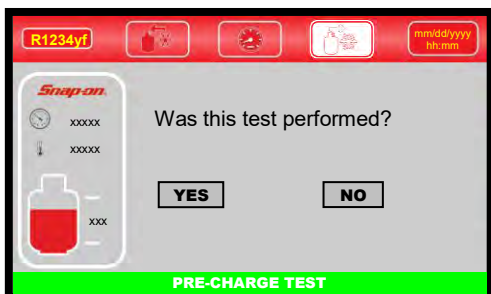 R1234yf
mm/dd/yyyy
hh:mm
Snap-on
xxxxx
xxxxx
xxx
Was this test performed?
YES
NO
PRE-CHARGE TEST